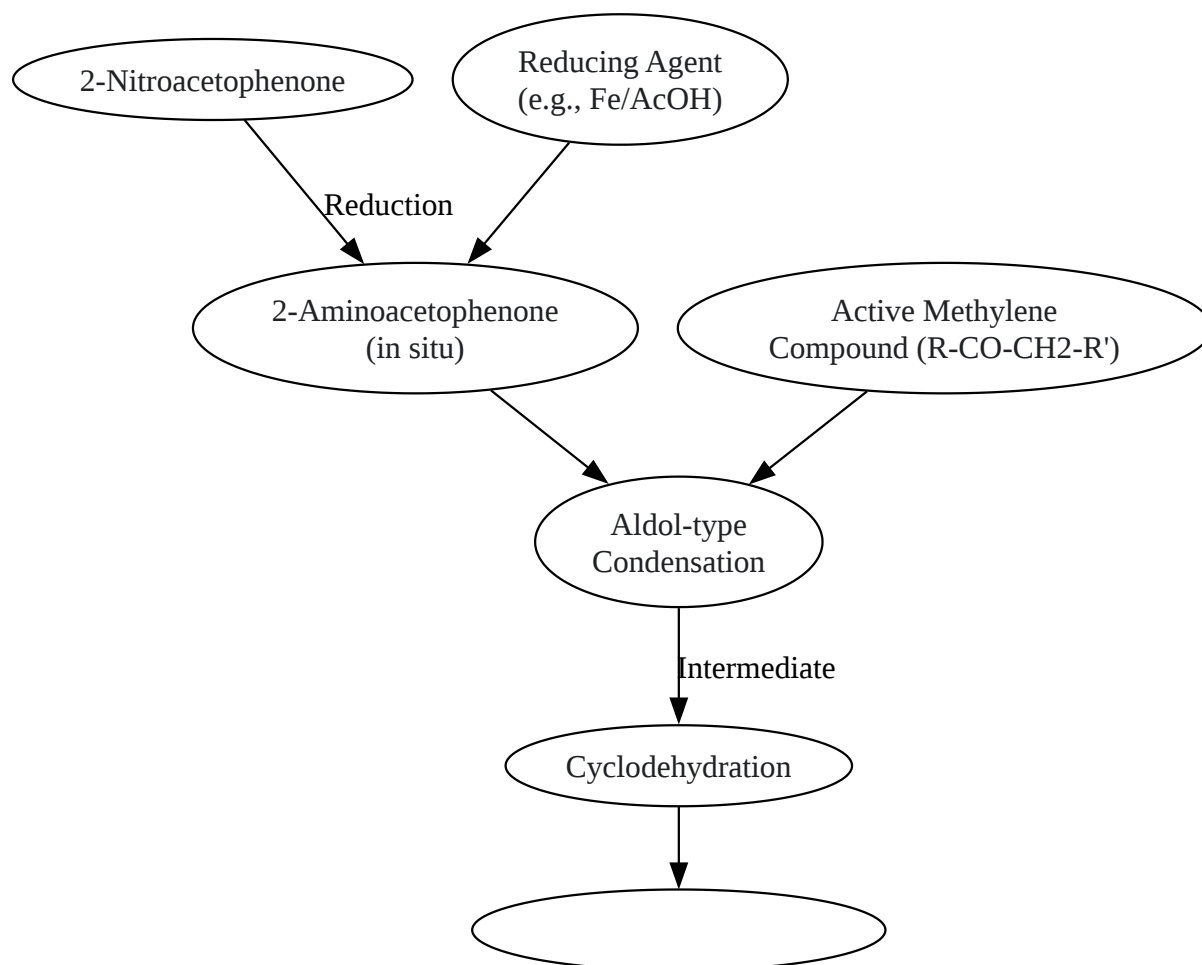 2-Nitroacetophenone
Reducing Agent
(e.g., Fe/AcOH)
Reduction
2-Aminoacetophenone
(in situ)
Active Methylene
Compound (R-CO-CH2-R')
Aldol-type
Condensation
Intermediate
Cyclodehydration